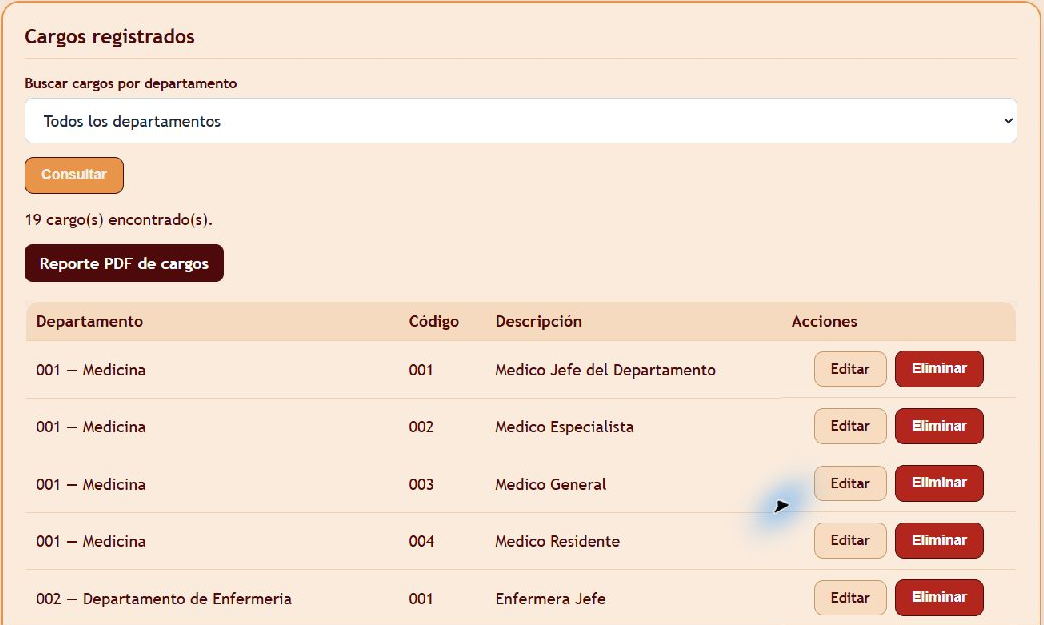 Cargos registrados
Buscar cargos por departamento
Todos los departamentos
Consultar
19 cargo(s) encontrado(s).
Reporte PDF de cargos
Departamento Código Descripción Acciones
001 — Medicina 001 Medico Jefe del Departamento Editar Eliminar
001 — Medicina 002 Medico Especialista Editar Eliminar
001 — Medicina 003 Medico General Editar Eliminar
001 — Medicina 004 Medico Residente Editar Eliminar
002 — Departamento de Enfermeria 001 Enfermera Jefe Editar Eliminar